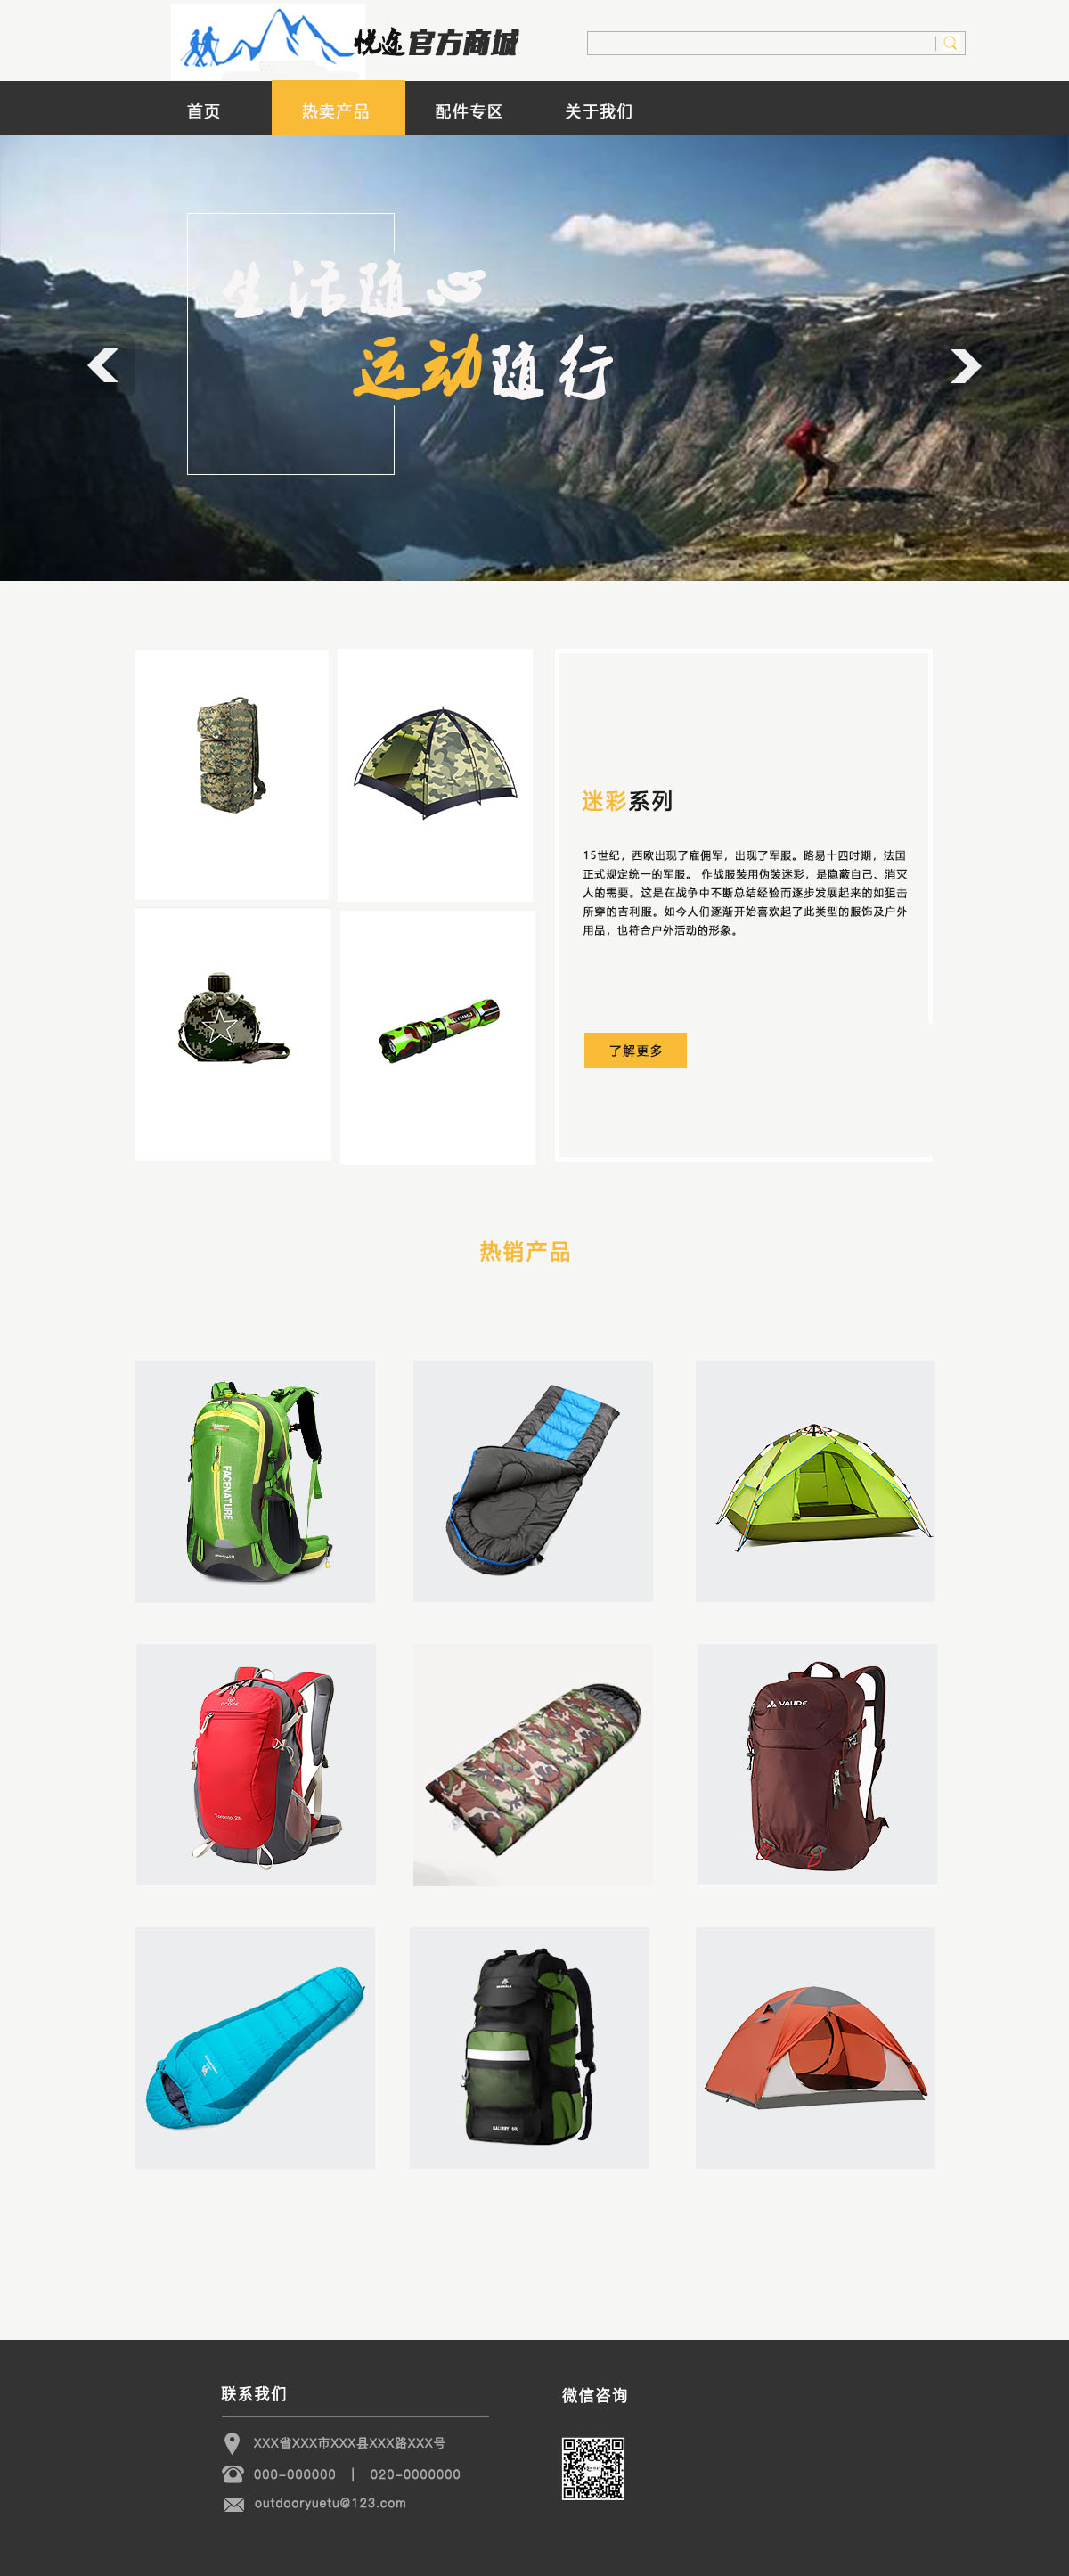 悦途官方商城
首页 热卖产品 配件专区 关于我们
生活随心
运动随行
迷彩系列
15世纪，西欧出现了雇佣军，出现了军服。路易十四时期，法国
正式规定统一的军服。 作战服装用伪装迷彩，是隐蔽自己、消灭
人的需要。这是在战争中不断总结经验而逐步发展起来的如狙击
所穿的吉利服。如今人们逐渐开始喜欢起了此类型的服饰及户外
用品，也符合户外活动的形象。
了解更多
热销产品
FACENATURE
VAUDE
Toronto 25
GALLERY 60L
联系我们
微信咨询
XXX省XXX市XXX县XXX路XXX号
000-000000 | 020-0000000
outdooryuetu@123.com